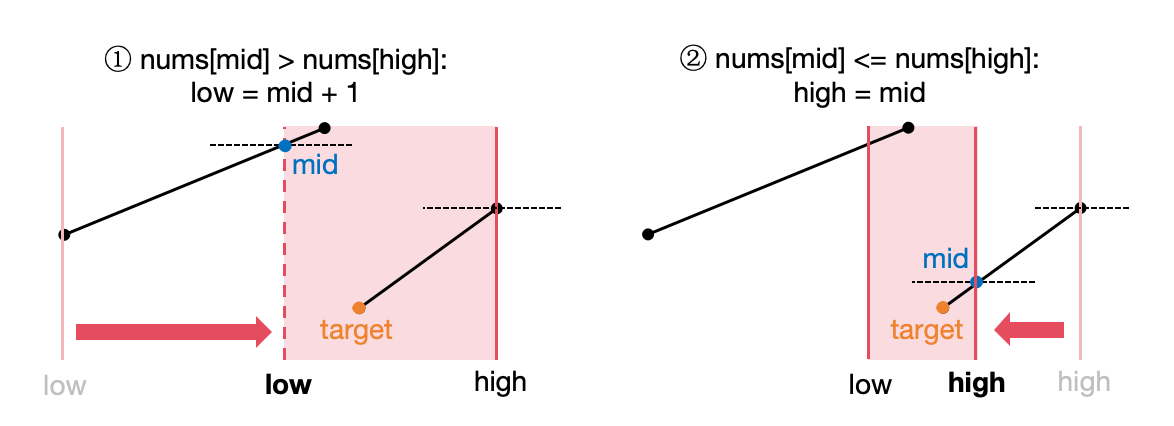 ① nums[mid] > nums[high]:
low = mid + 1
mid
target
low
low
high
② nums[mid] <= nums[high]:
high = mid
mid
target
low
high
high